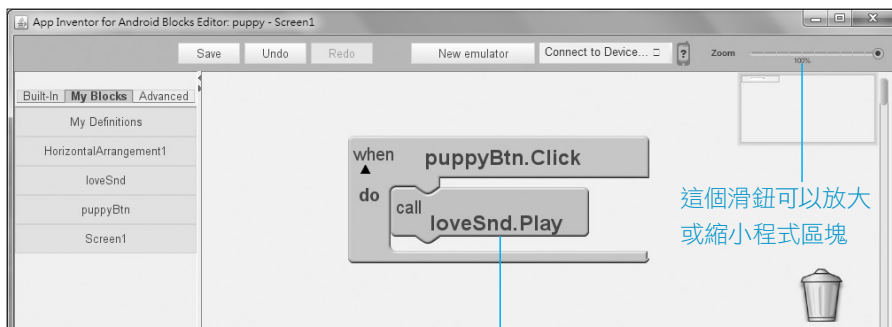 App Inventor for Android Blocks Editor: puppy - Screen1
Save Undo Redo New emulator Connect to Device... ? Zoom
100%
Built-In My Blocks Advanced
My Definitions
HorizontalArrangement1
loveSnd
puppyBtn
Screen1
when puppyBtn.Click
do
call
loveSnd.Play
這個滑鈕可以放大
或縮小程式區塊